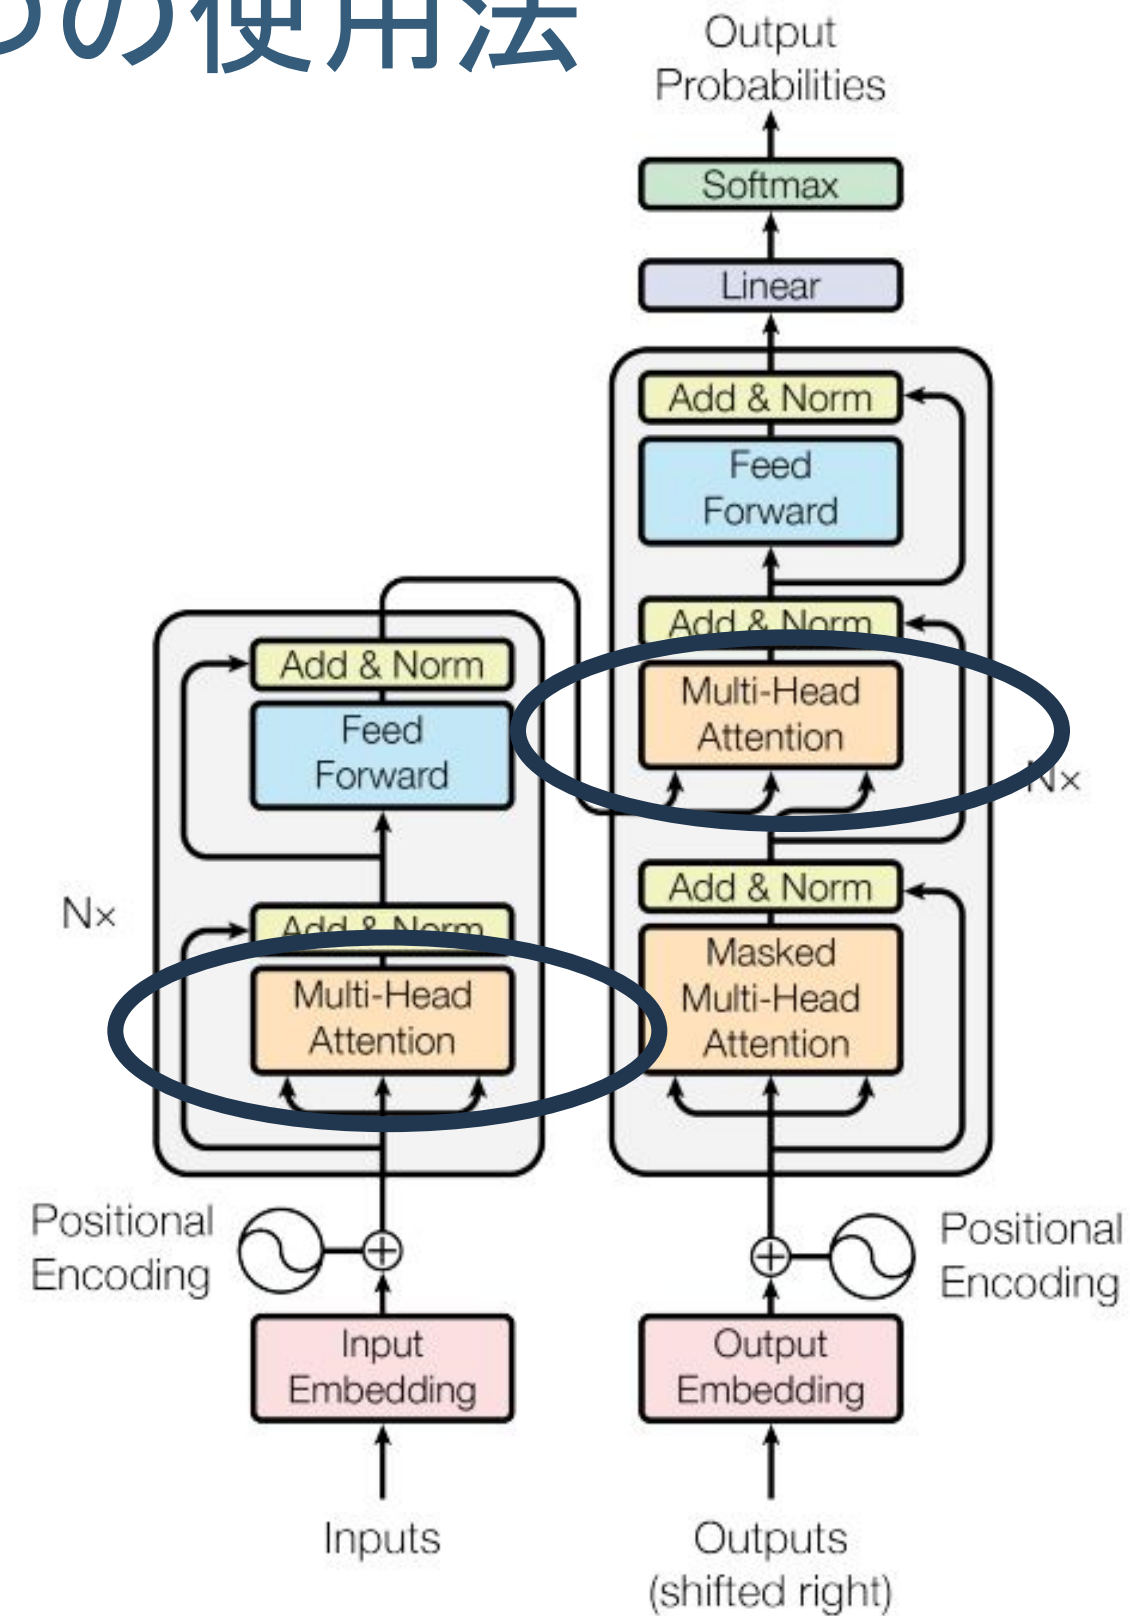 の使用法
Output
Probabilities
Softmax
Linear
Add & Norm
Feed
Forward
Add & Norm
Multi-Head
Attention
N×
Add & Norm
Masked
Multi-Head
Attention
Add & Norm
Feed
Forward
N×
Add & Norm
Multi-Head
Attention
Positional
Encoding
Positional
Encoding
Input
Embedding
Output
Embedding
Inputs
Outputs
(shifted right)